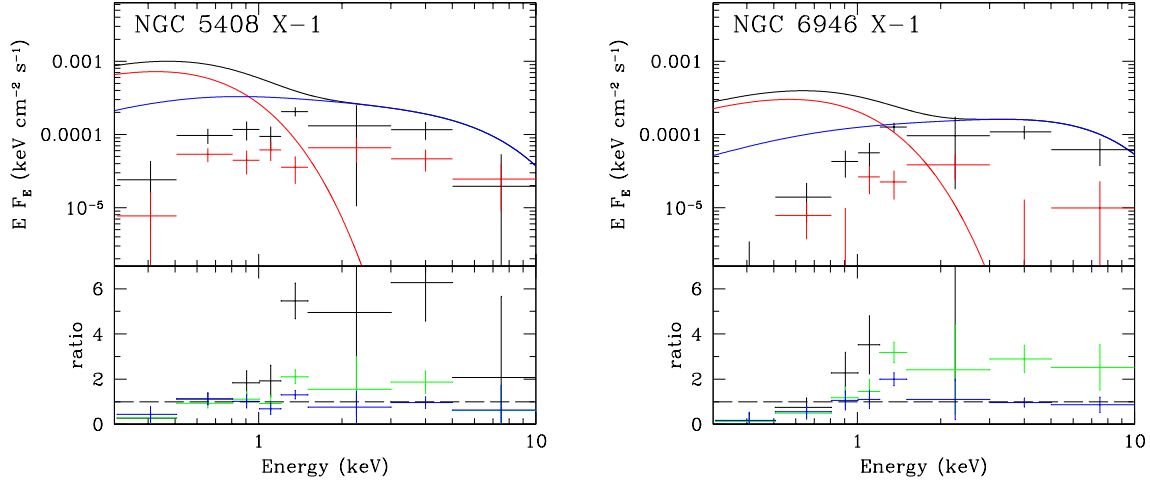 NGC 5408 X-1
E F_E (keV cm⁻² s⁻¹)
0.001
0.0001
10⁻⁵
ratio
6
4
2
0
1
10
Energy (keV)
NGC 6946 X-1
E F_E (keV cm⁻² s⁻¹)
0.001
0.0001
10⁻⁵
ratio
6
4
2
0
1
10
Energy (keV)